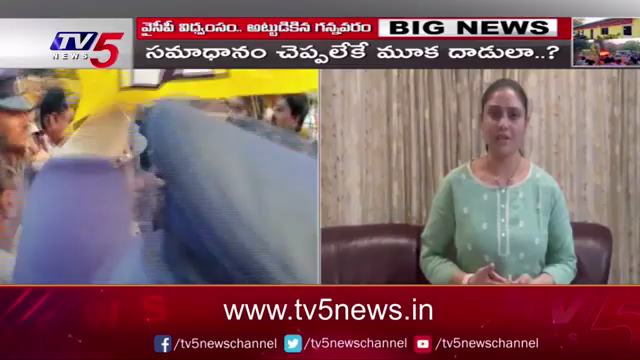 TV5
NEWS
వైసీపీ విధ్వంసం.. అట్టుడికిన గన్నవరం
BIG NEWS
సమాధానం చెప్పలేకే మూక దాడులా..?
www.tv5news.in
/tv5newschannel
/tv5newschannel
/tv5newschannel